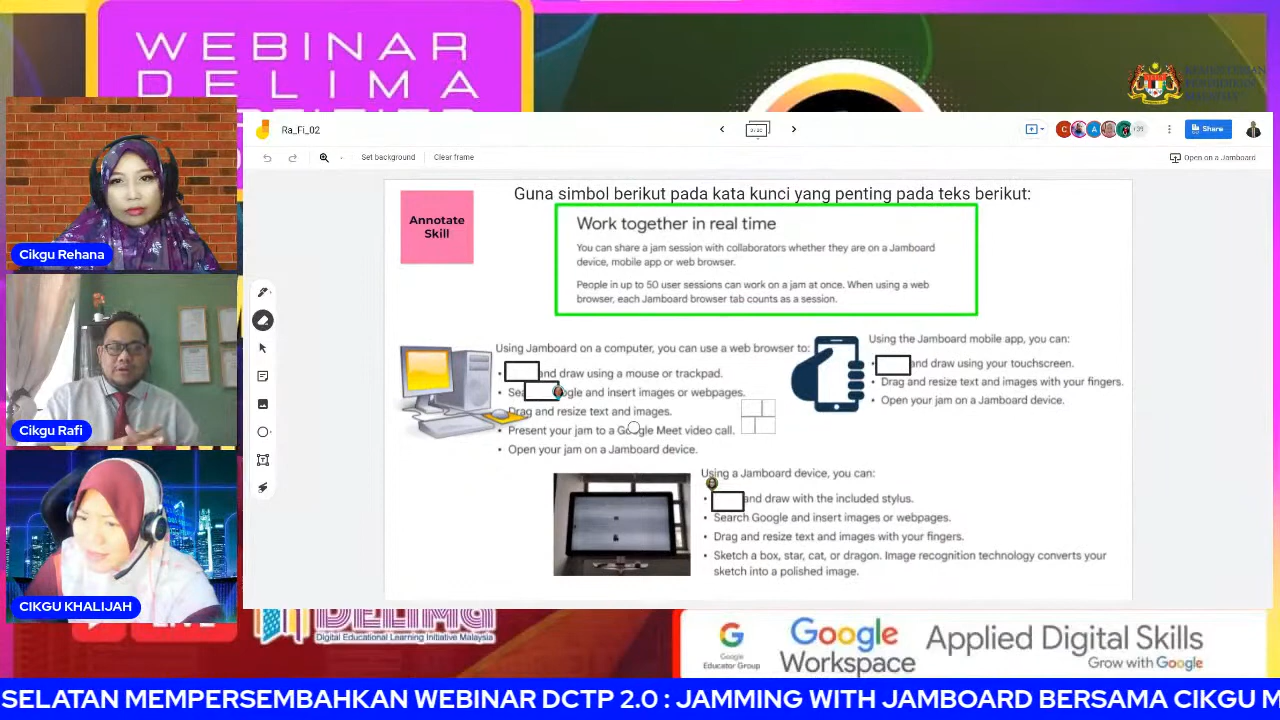 WEBINAR
DELIMA
Cikgu Rehana
Cikgu Rafi
CIKGU KHALIJAH
Ra_Fi_02
Share
Set background
Clear frame
Open on a Jamboard
Annotate
Skill
Guna simbol berikut pada kata kunci yang penting pada teks berikut:
Work together in real time
You can share a jam session with collaborators whether they are on a Jamboard
device, mobile app or web browser.
People in up to 50 user sessions can work on a jam at once. When using a web
browser, each Jamboard browser tab counts as a session.
Using Jamboard on a computer, you can use a web browser to:
• and draw using a mouse or trackpad.
• and insert images or webpages.
Drag and resize text and images.
• Present your jam to a Google Meet video call.
• Open your jam on a Jamboard device.
Using the Jamboard mobile app, you can:
• and draw using your touchscreen.
• Drag and resize text and images with your fingers.
• Open your jam on a Jamboard device.
Using a Jamboard device, you can:
• and draw with the included stylus.
• Search Google and insert images or webpages.
• Drag and resize text and images with your fingers.
• Sketch a box, star, cat, or dragon. Image recognition technology converts your
sketch into a polished image.
LIVE
DELIMA
Digital Educational Learning Initiative Malaysia
Google
Educator Group
Google
Workspace
Applied Digital Skills
Grow with Google
SELATAN MEMPERSEMBAHKAN WEBINAR DCTP 2.0 : JAMMING WITH JAMBOARD BERSAMA CIKGU M